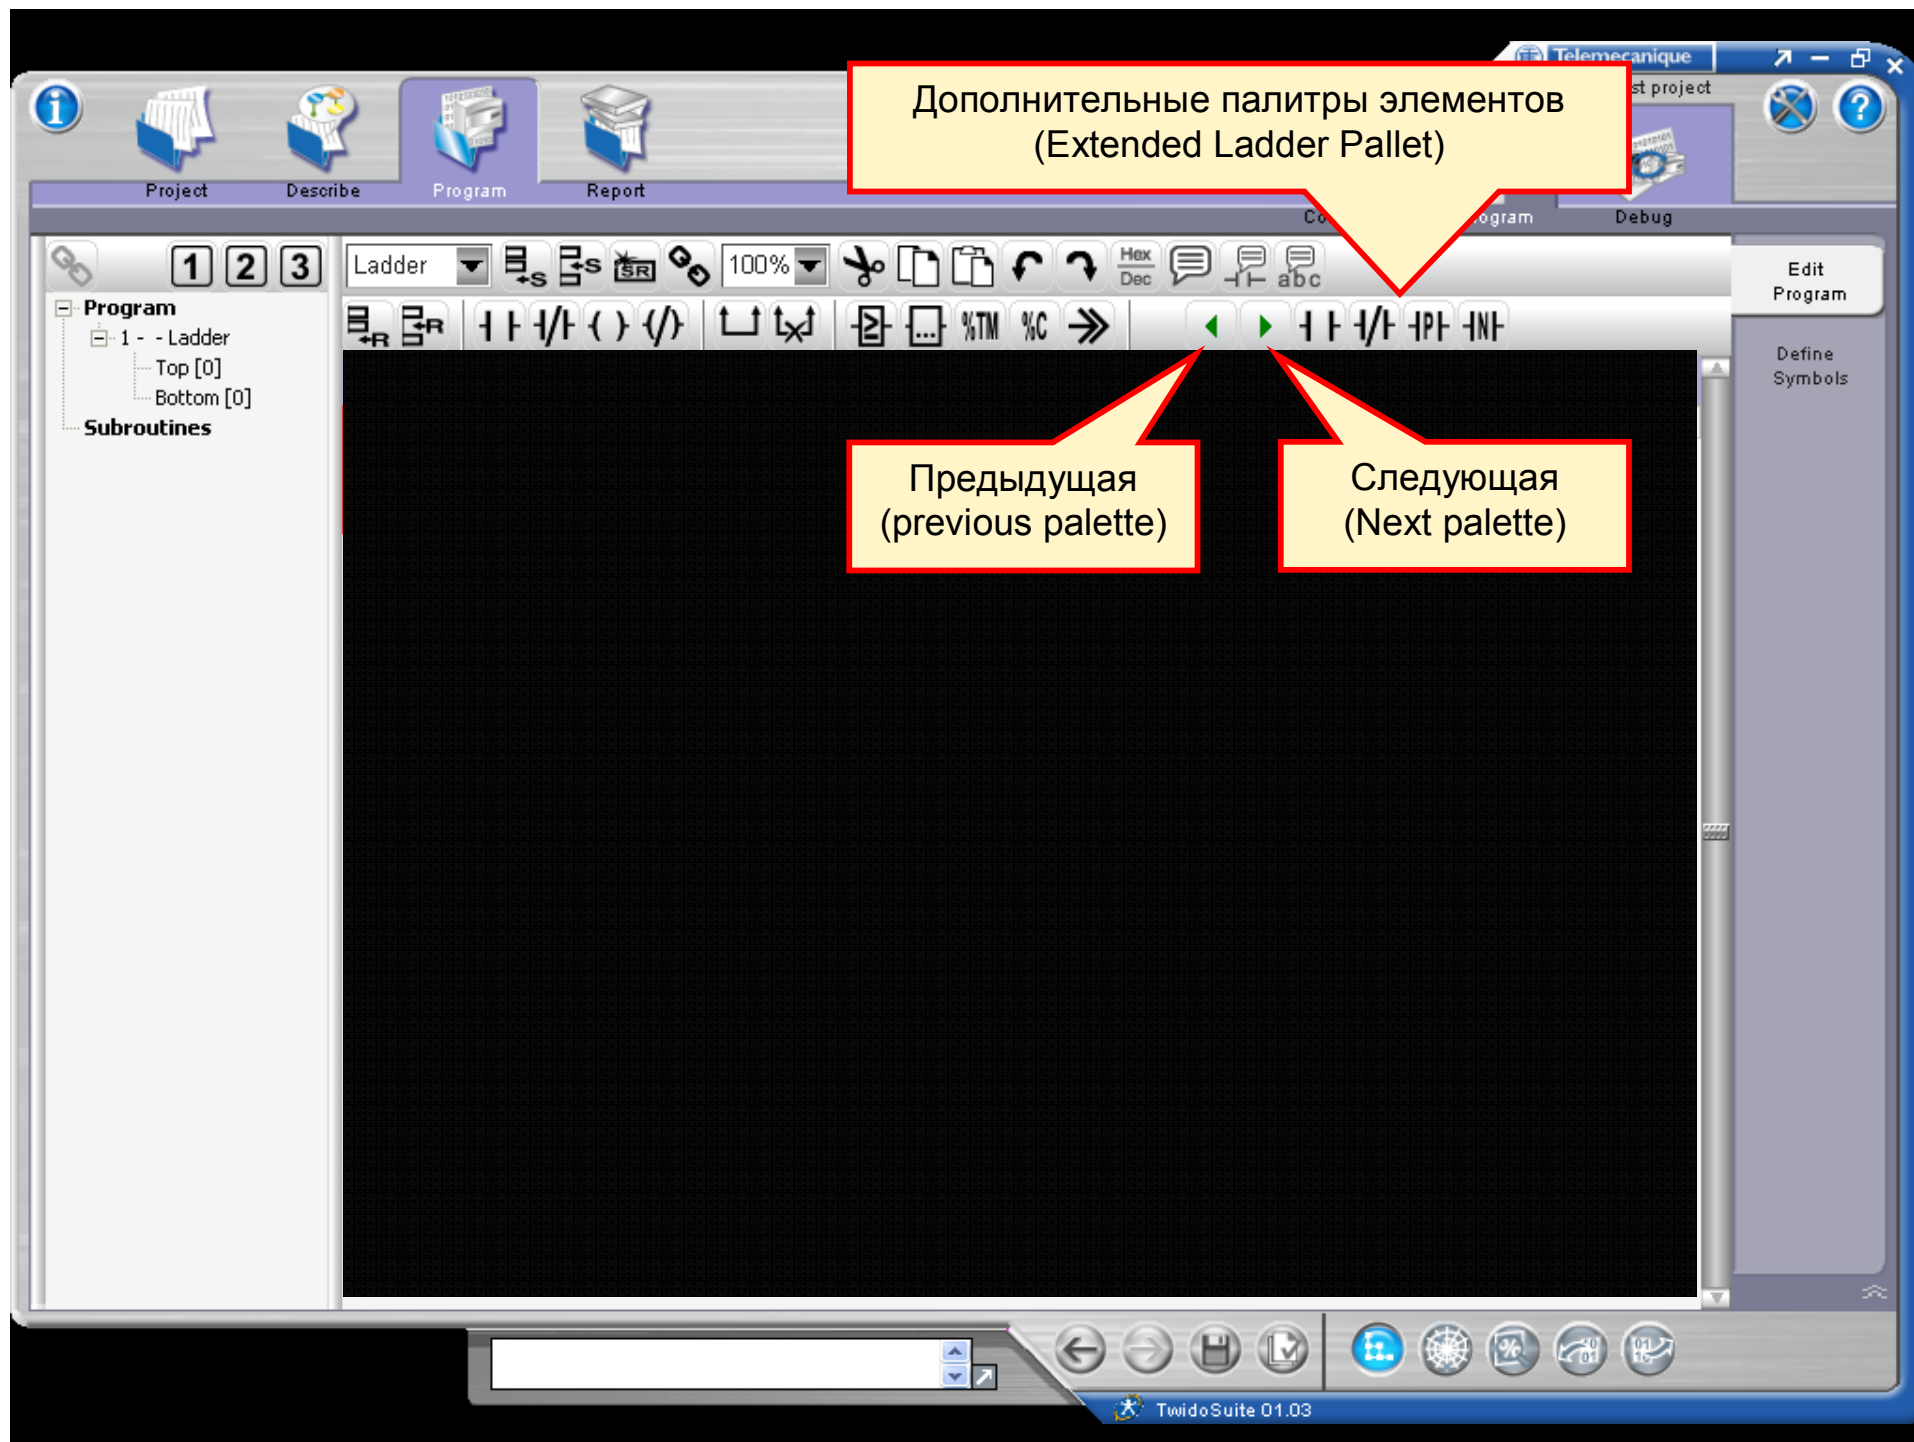 Telemecanique
Дополнительные палитры элементов
(Extended Ladder Pallet)
st project
Project
Describe
Program
Report
Co
ogram
Debug
1 2 3
Ladder
S
S
SR
100%
Hex
Dec
abc
Edit
Program
Program
1 - - Ladder
Top [0]
Bottom [0]
Subroutines
R
R
%TM
%C
P
N
Define
Symbols
Предыдущая
(previous palette)
Следующая
(Next palette)
TwidoSuite 01.03